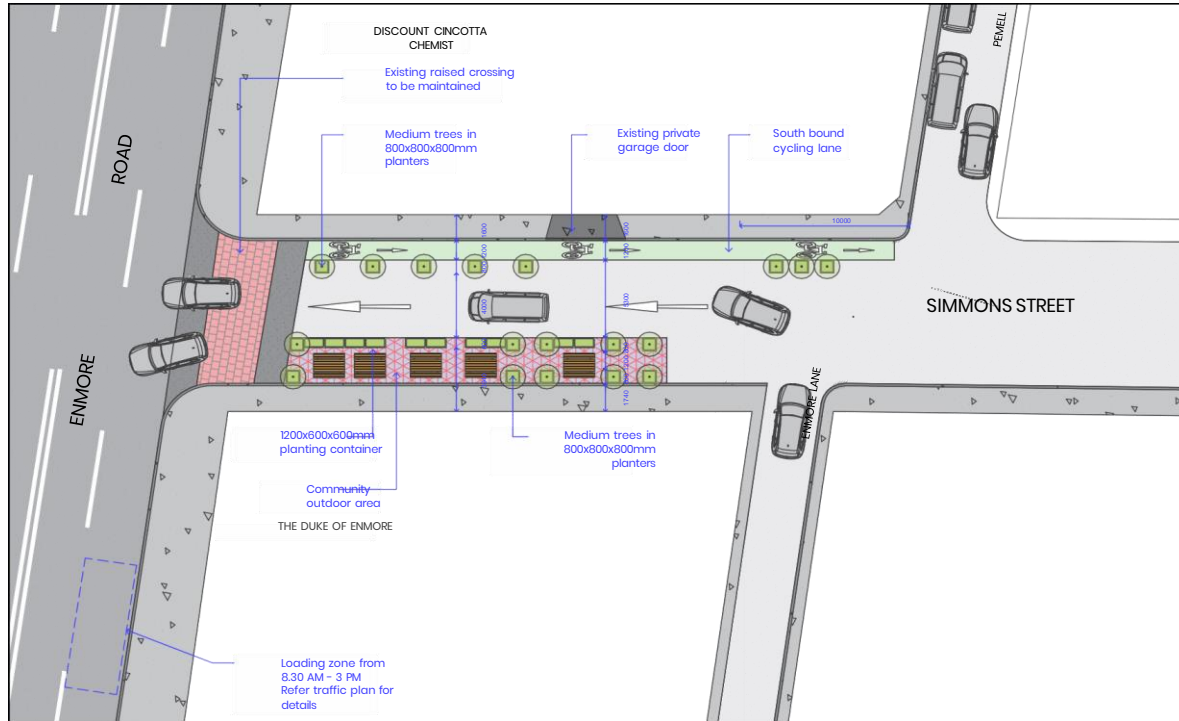 DISCOUNT CINCOTTA
CHEMIST
PEMELL
Existing raised crossing
to be maintained
Medium trees in
800x800x800mm
planters
Existing private
garage door
South bound
cycling lane
ROAD
10000
1200
4000
SIMMONS STREET
ENMORE
ENMORE LANE
1740
1200x600x600mm
planting container
Medium trees in
800x800x800mm
planters
Community
outdoor area
THE DUKE OF ENMORE
Loading zone from
8.30 AM - 3 PM
Refer traffic plan for
details